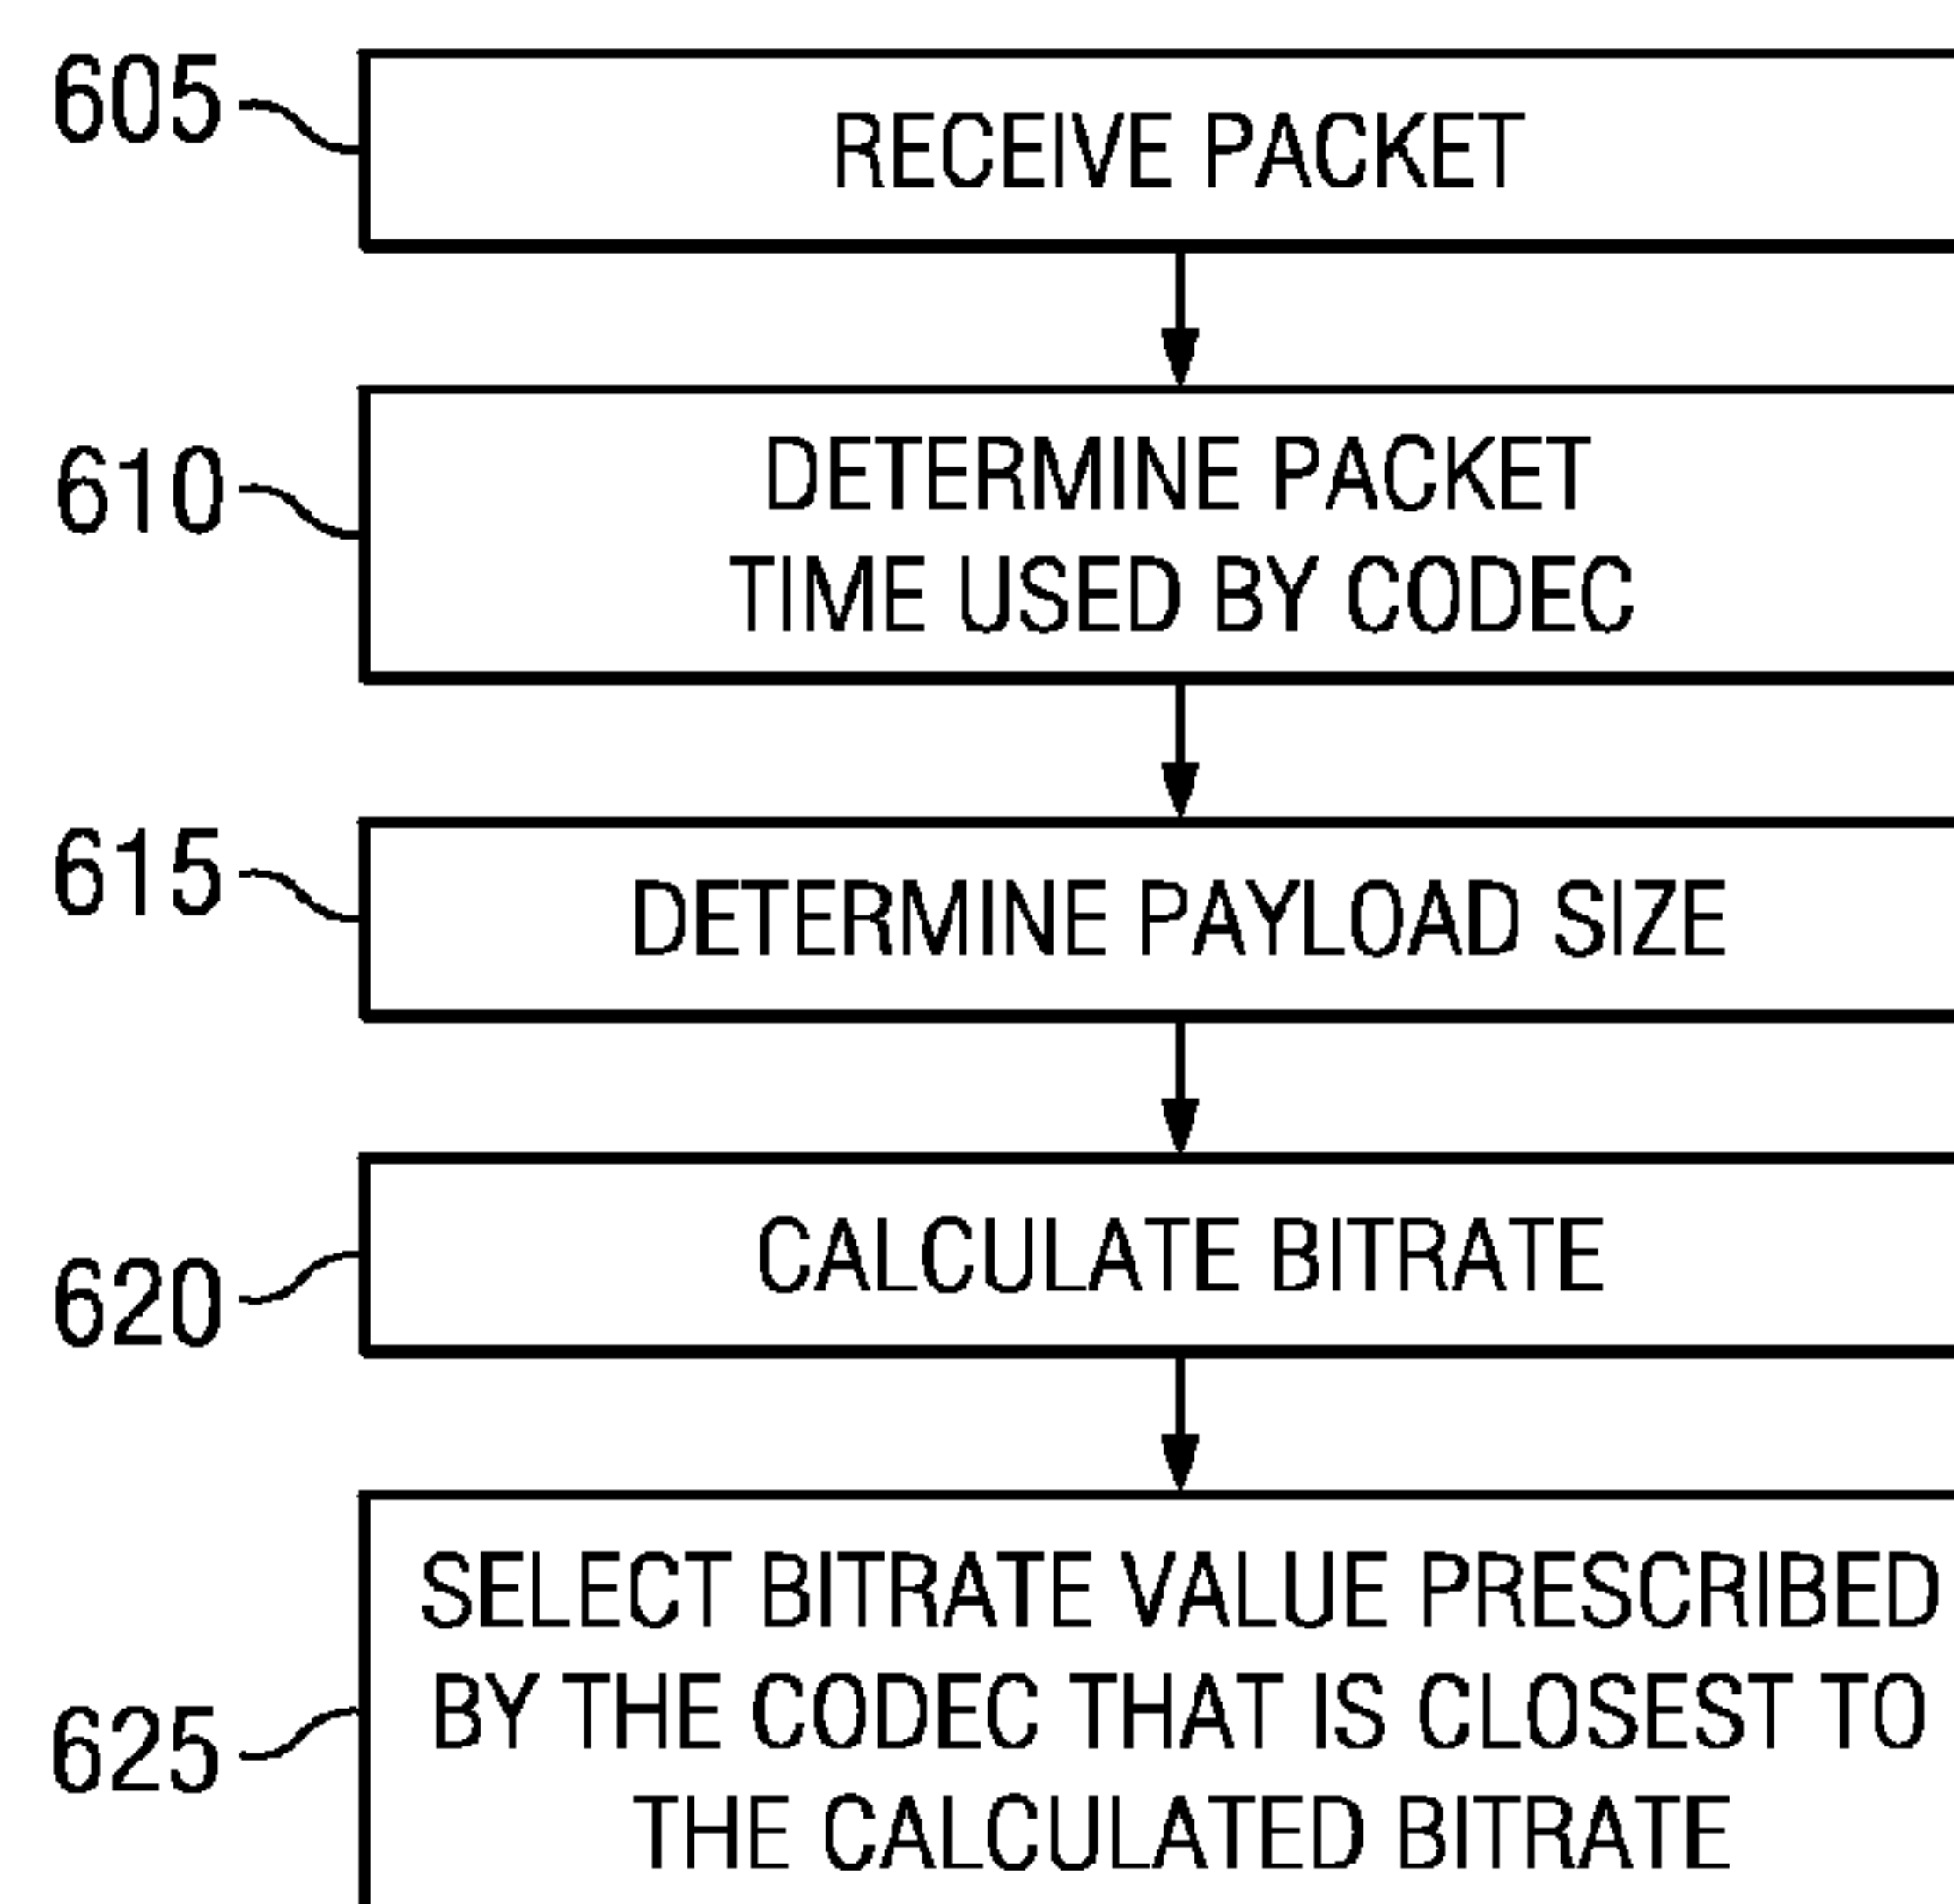 605
RECEIVE PACKET
610
DETERMINE PACKET
TIME USED BY CODEC
615
DETERMINE PAYLOAD SIZE
620
CALCULATE BITRATE
625
SELECT BITRATE VALUE PRESCRIBED
BY THE CODEC THAT IS CLOSEST TO
THE CALCULATED BITRATE